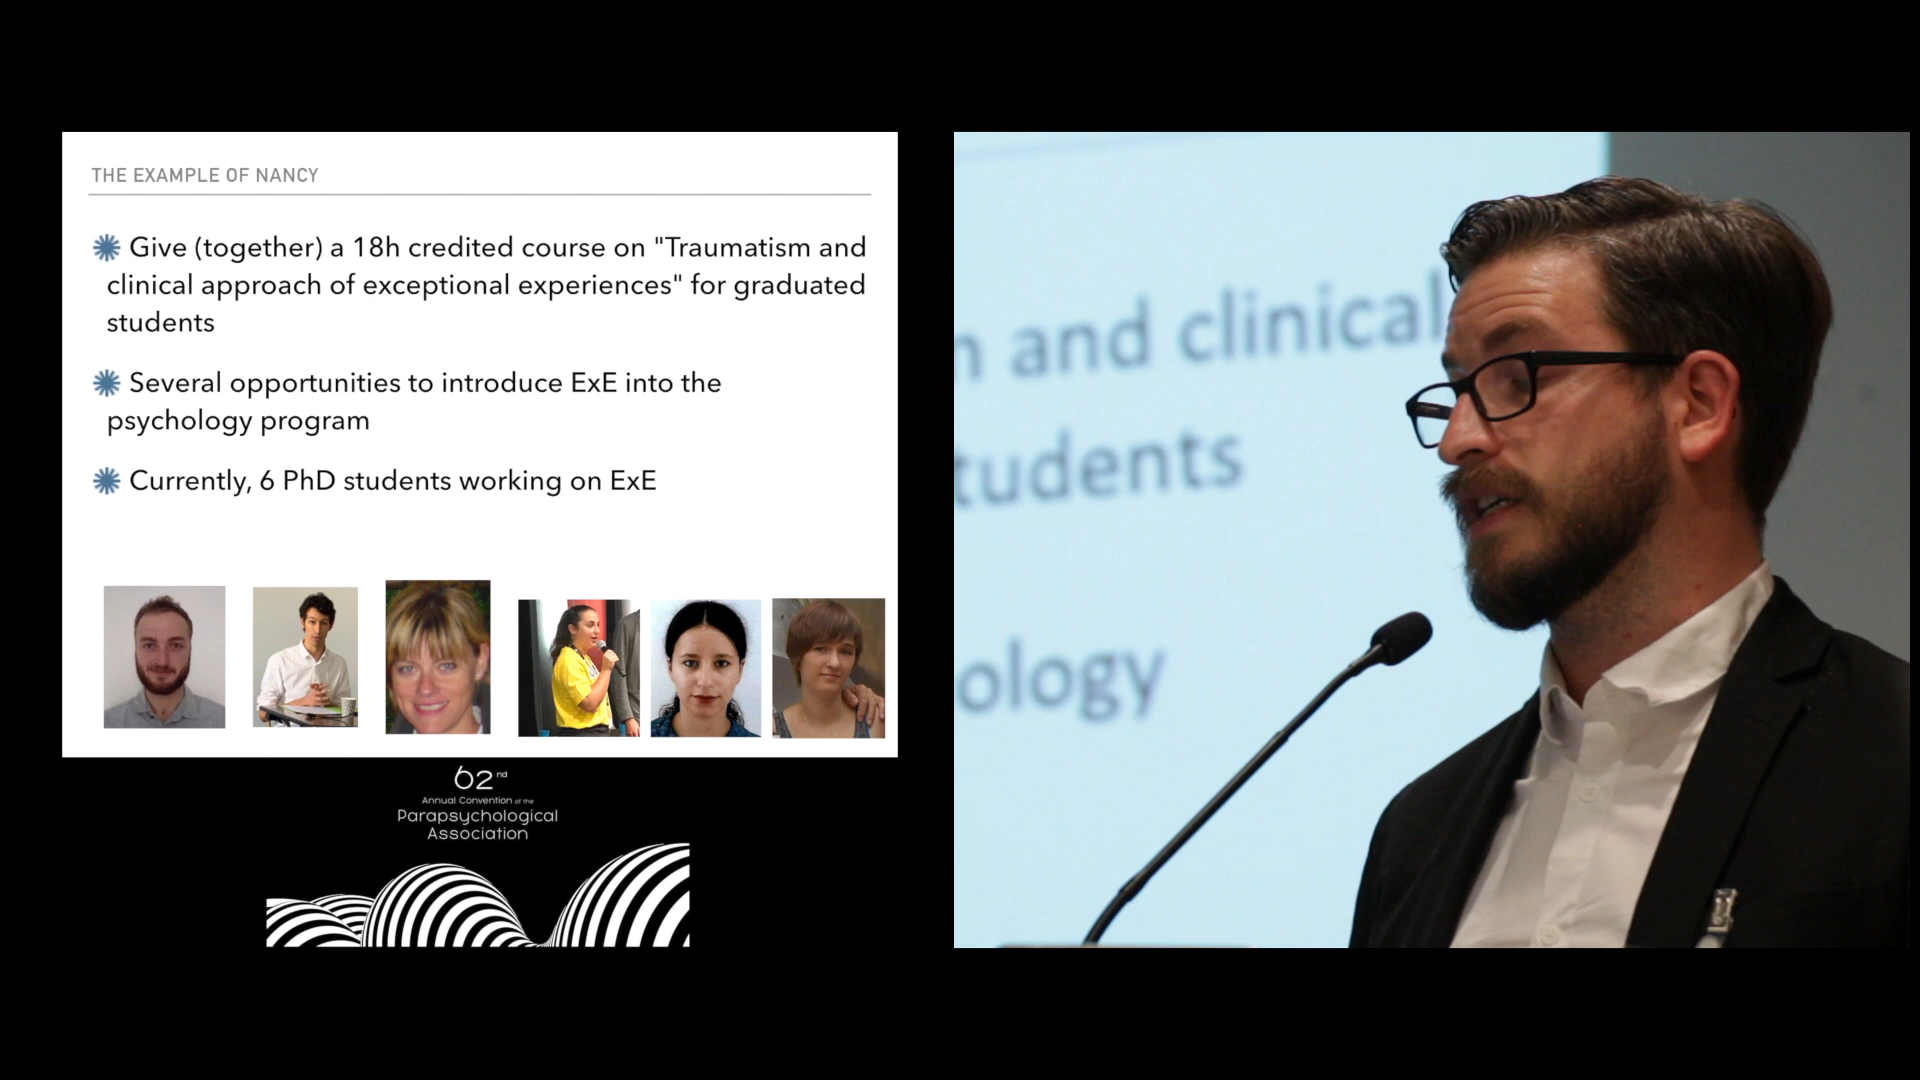 THE EXAMPLE OF NANCY
Give (together) a 18h credited course on "Traumatism and
clinical approach of exceptional experiences" for graduated
students
Several opportunities to introduce ExE into the
psychology program
Currently, 6 PhD students working on ExE
62nd
Annual Convention of the
Parapsychological
Association
n and clinical
tudents
ology